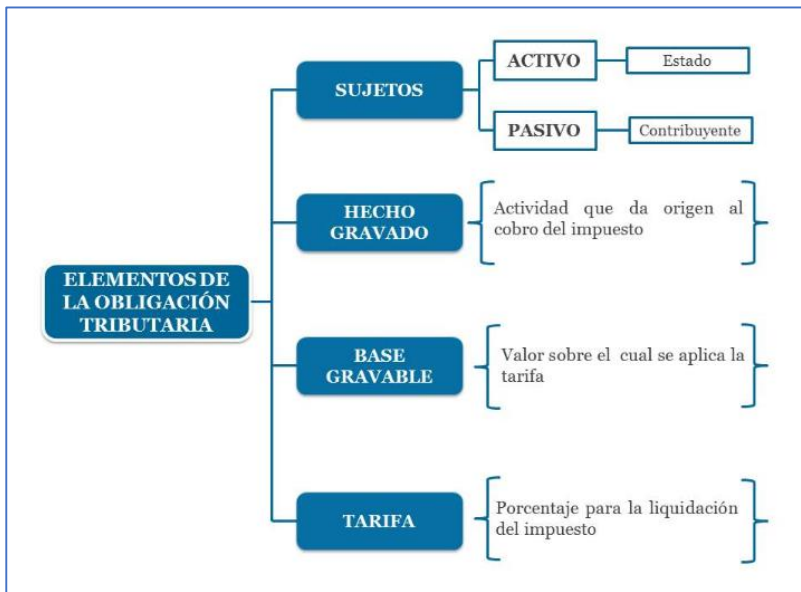 SUJETOS
ACTIVO
Estado
PASIVO
Contribuyente
HECHO
GRAVADO
Actividad que da origen al
cobro del impuesto
ELEMENTOS DE
LA OBLIGACIÓN
TRIBUTARIA
BASE
GRAVABLE
Valor sobre el cual se aplica la
tarifa
TARIFA
Porcentaje para la liquidación
del impuesto